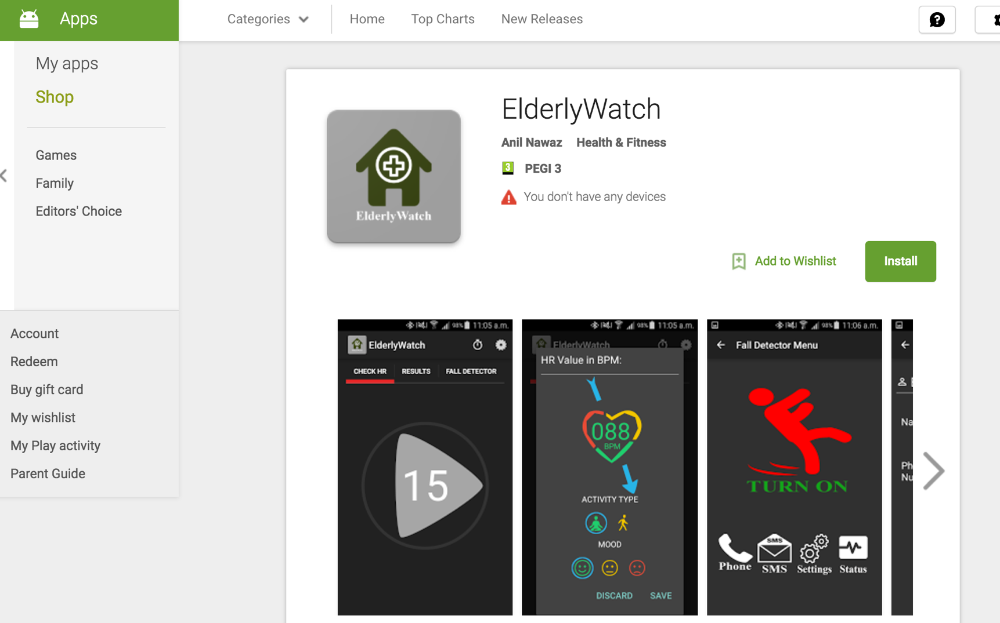 Apps
Categories
Home
Top Charts
New Releases
My apps
Shop
Games
Family
Editors' Choice
Account
Redeem
Buy gift card
My wishlist
My Play activity
Parent Guide
ElderlyWatch
ElderlyWatch
Anil Nawaz Health & Fitness
3 PEGI 3
You don't have any devices
Add to Wishlist
Install
98% 11:05 a.m.
ElderlyWatch
CHECK HR RESULTS FALL DETECTOR
15
98% 11:05 a.m.
ElderlyWatch
HR Value in BPM:
088
BPM
ACTIVITY TYPE
MOOD
DISCARD SAVE
98% 11:06 a.m.
Fall Detector Menu
TURN ON
SMS
Phone SMS Settings Status
Na
Ph
Nu